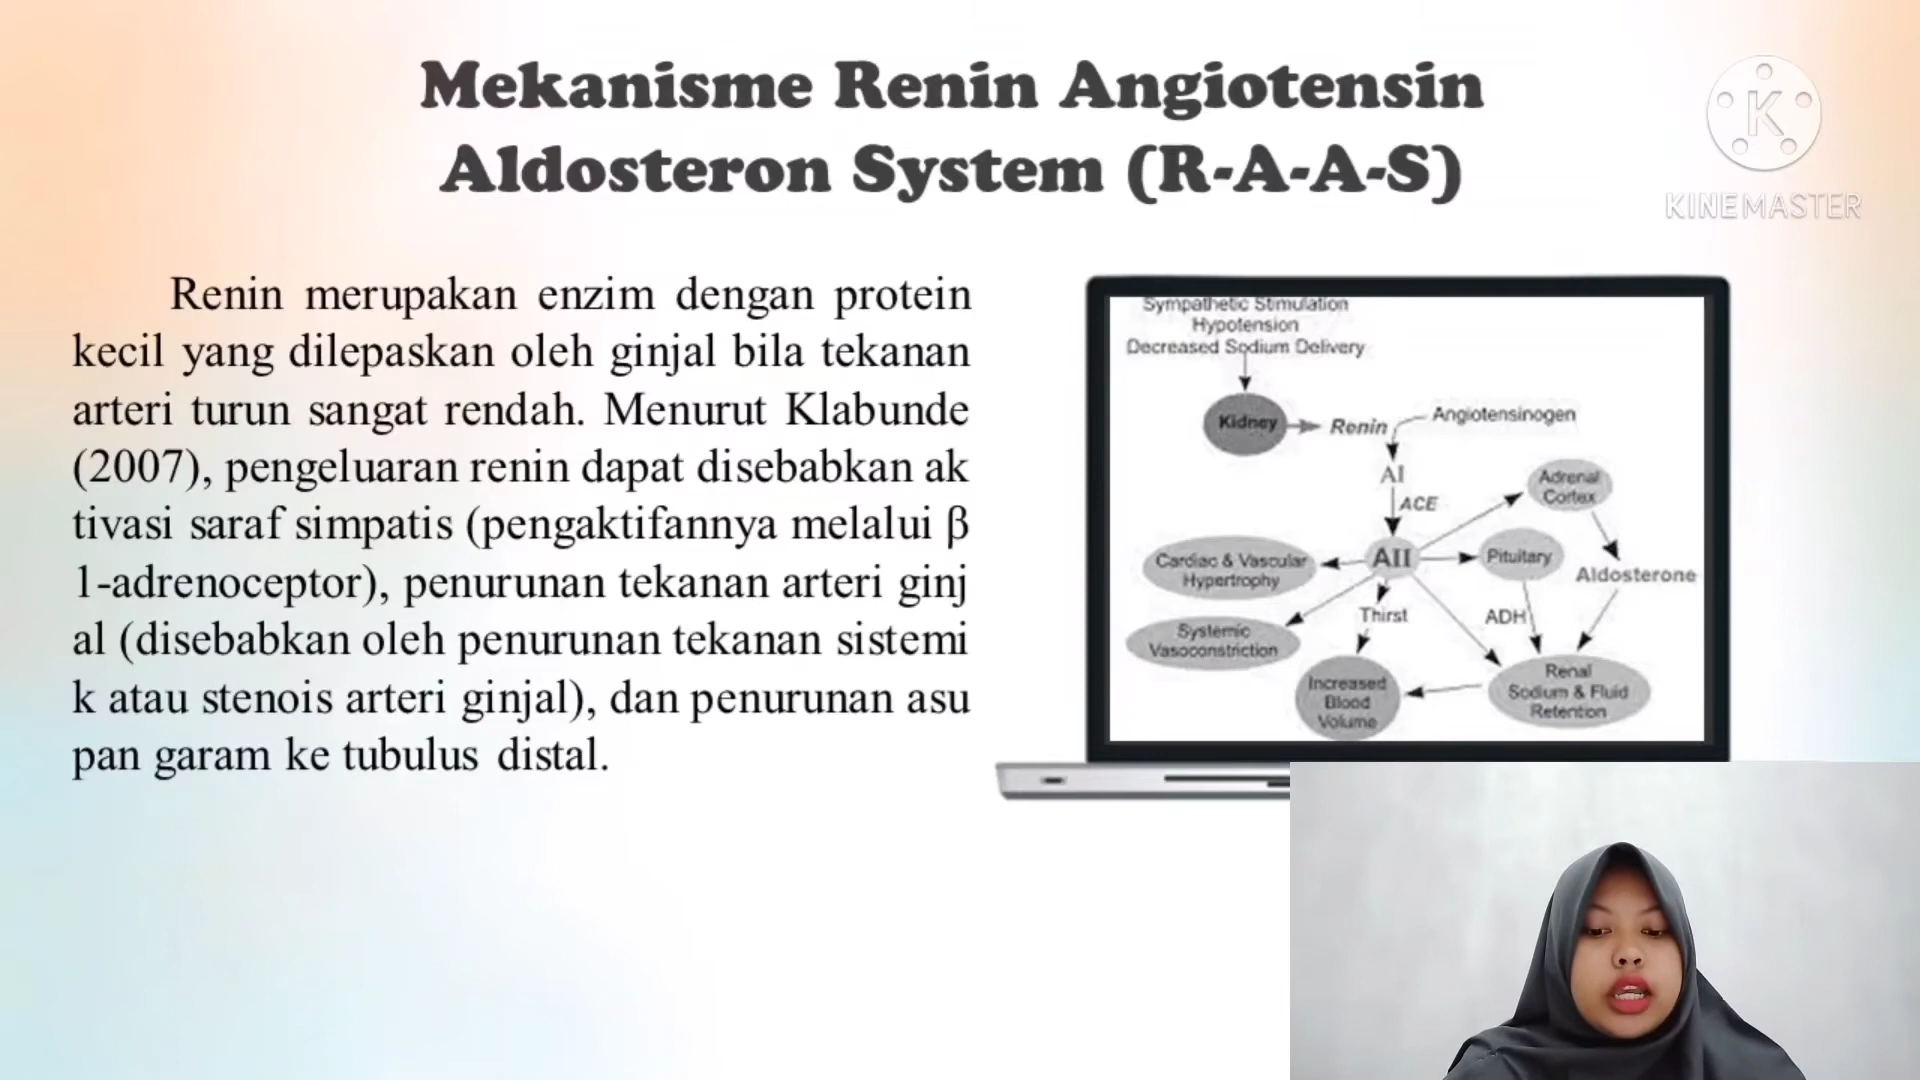 Mekanisme Renin Angiotensin
Aldosteron System (R-A-A-S)
K
KINEMASTER
Renin merupakan enzim dengan protein
kecil yang dilepaskan oleh ginjal bila tekanan
arteri turun sangat rendah. Menurut Klabunde
(2007), pengeluaran renin dapat disebabkan ak
tivasi saraf simpatis (pengaktifannya melalui β
1-adrenoceptor), penurunan tekanan arteri ginj
al (disebabkan oleh penurunan tekanan sistemi
k atau stenois arteri ginjal), dan penurunan asu
pan garam ke tubulus distal.
Sympathetic Stimulation
Hypotension
Decreased Sodium Delivery
Kidney
Renin
Angiotensinogen
AI
ACE
Adrenal
Cortex
AII
Pituitary
Cardiac & Vascular
Hypertrophy
Aldosterone
Thirst
ADH
Systemic
Vasoconstriction
Renal
Sodium & Fluid
Retention
Increased
Blood
Volume